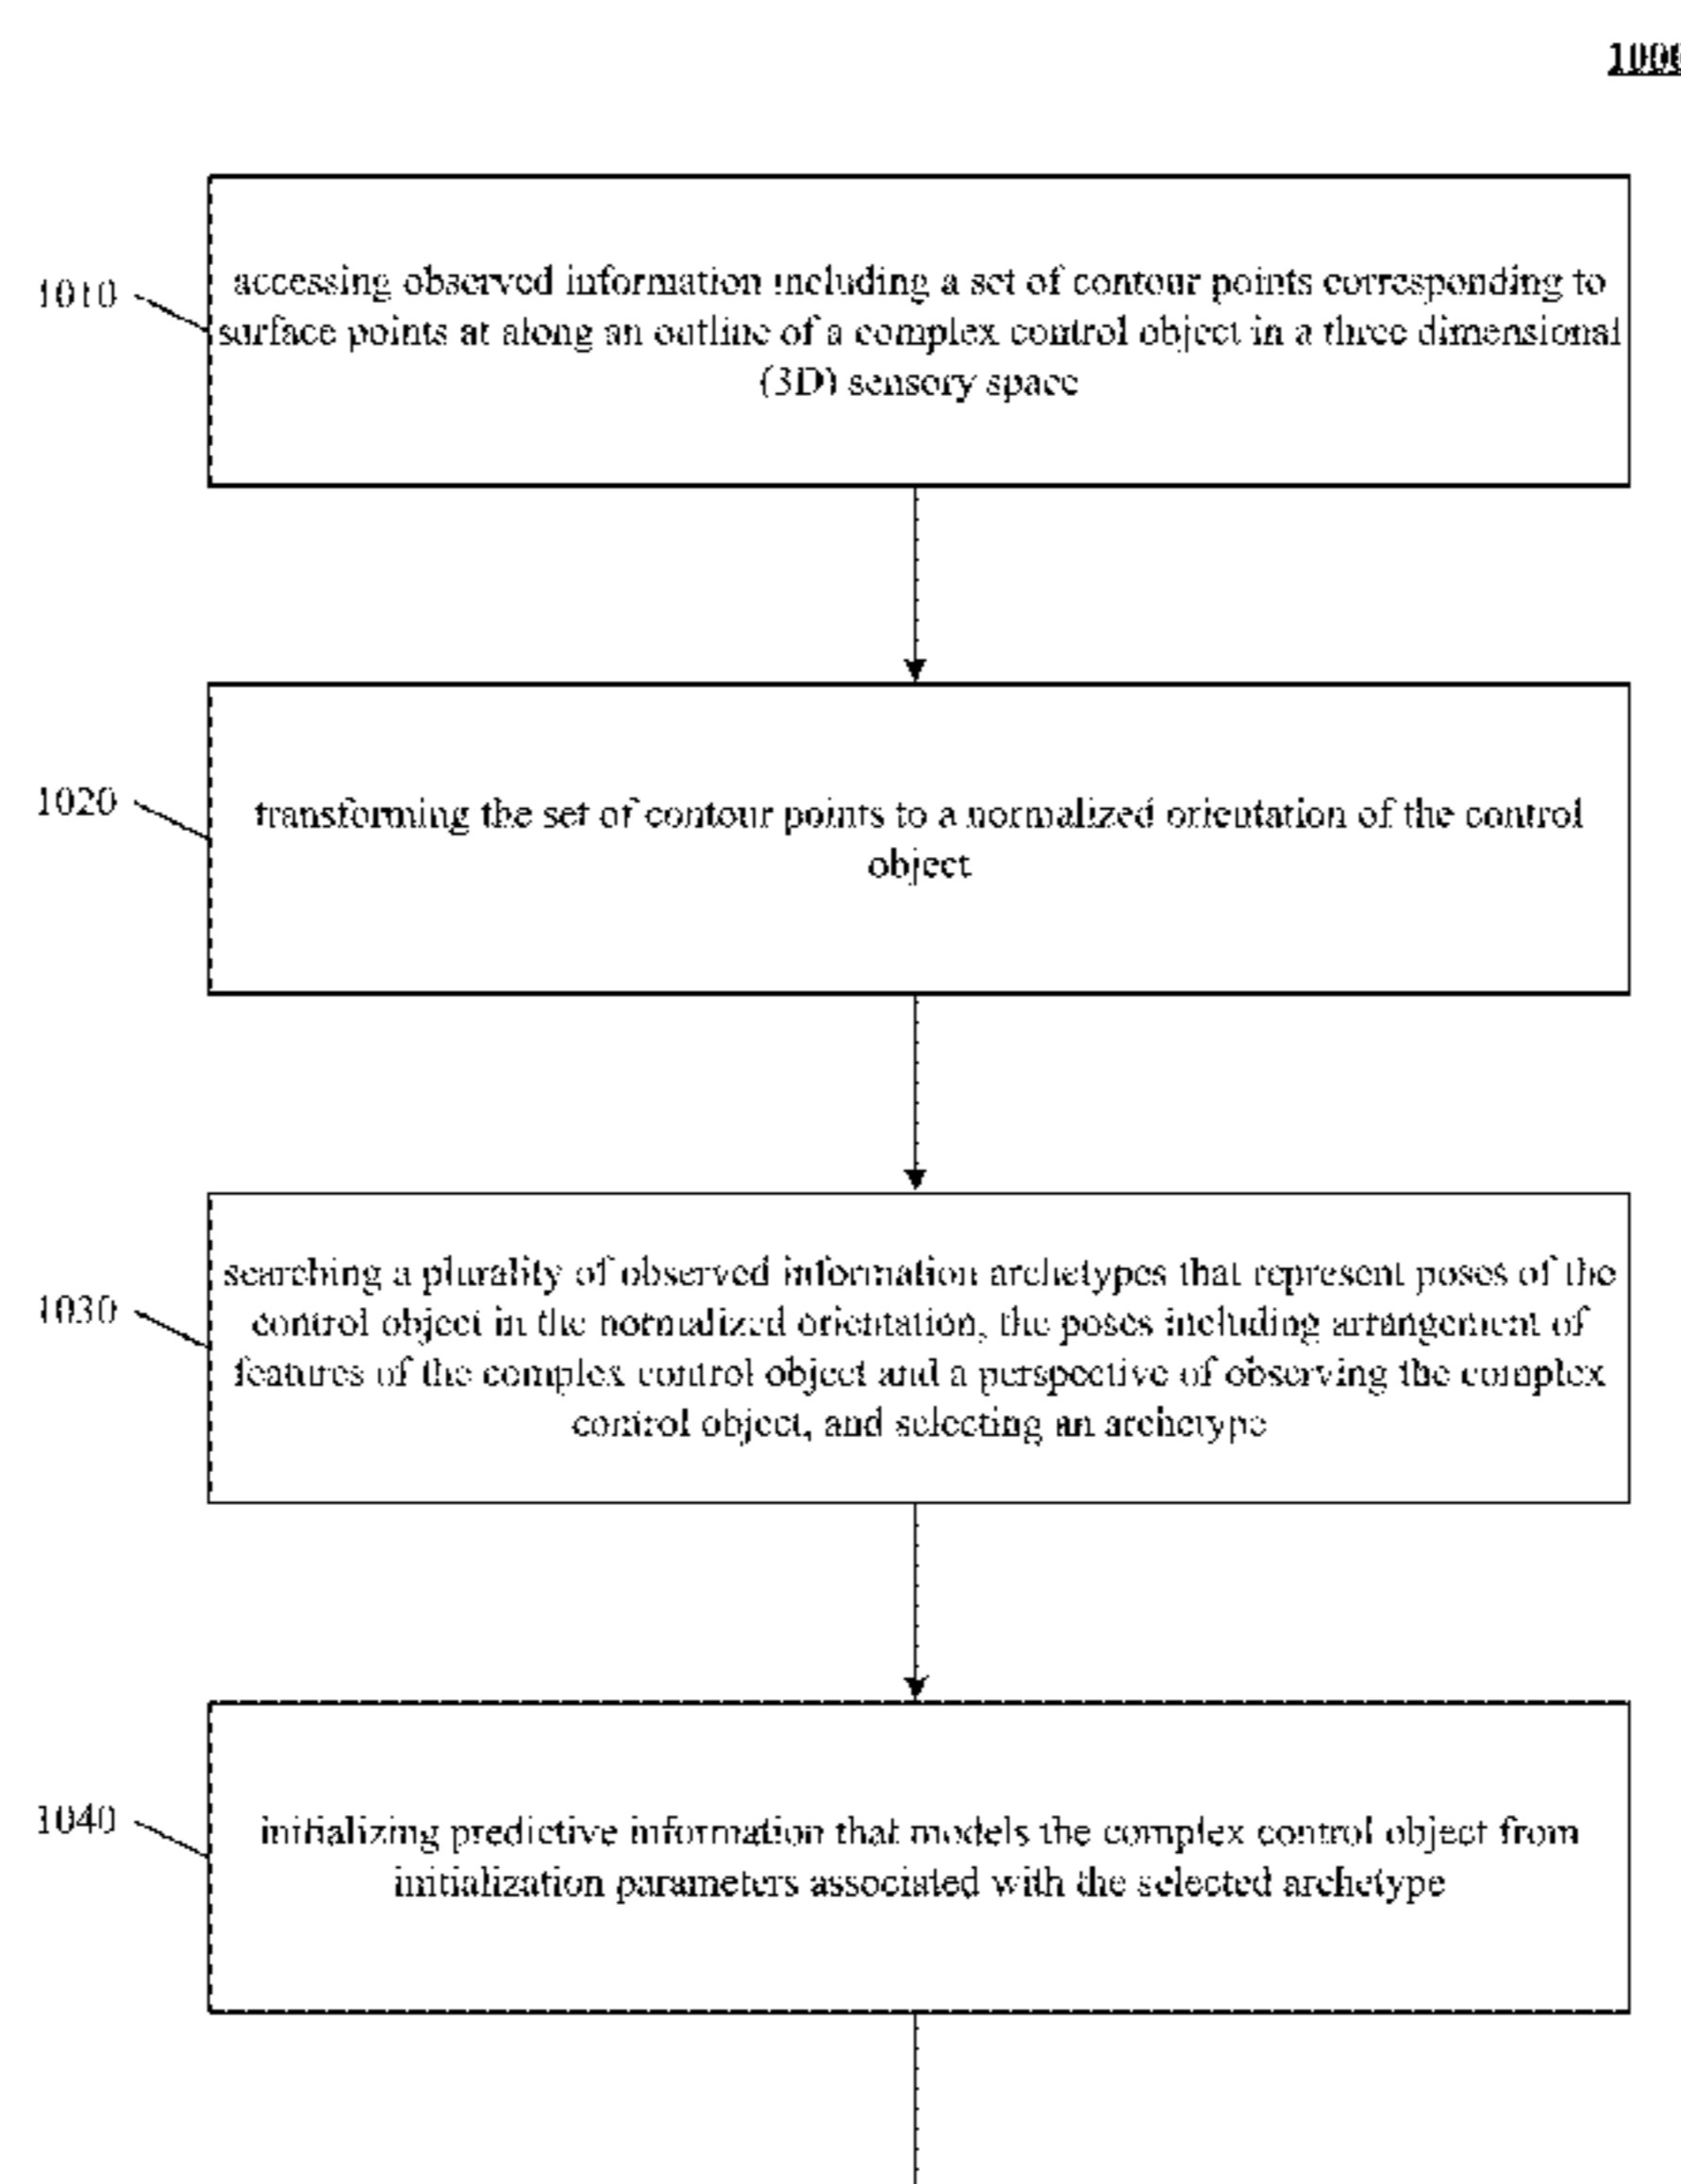 1000
1010
accessing observed information including a set of contour points corresponding to
surface points at along an outline of a complex control object in a three dimensional
(3D) sensory space
1020
transforming the set of contour points to a normalized orientation of the control
object
1030
searching a plurality of observed information archetypes that represent poses of the
control object in the normalized orientation, the poses including arrangement of
features of the complex control object and a perspective of observing the complex
control object, and selecting an archetype
1040
initializing predictive information that models the complex control object from
initialization parameters associated with the selected archetype